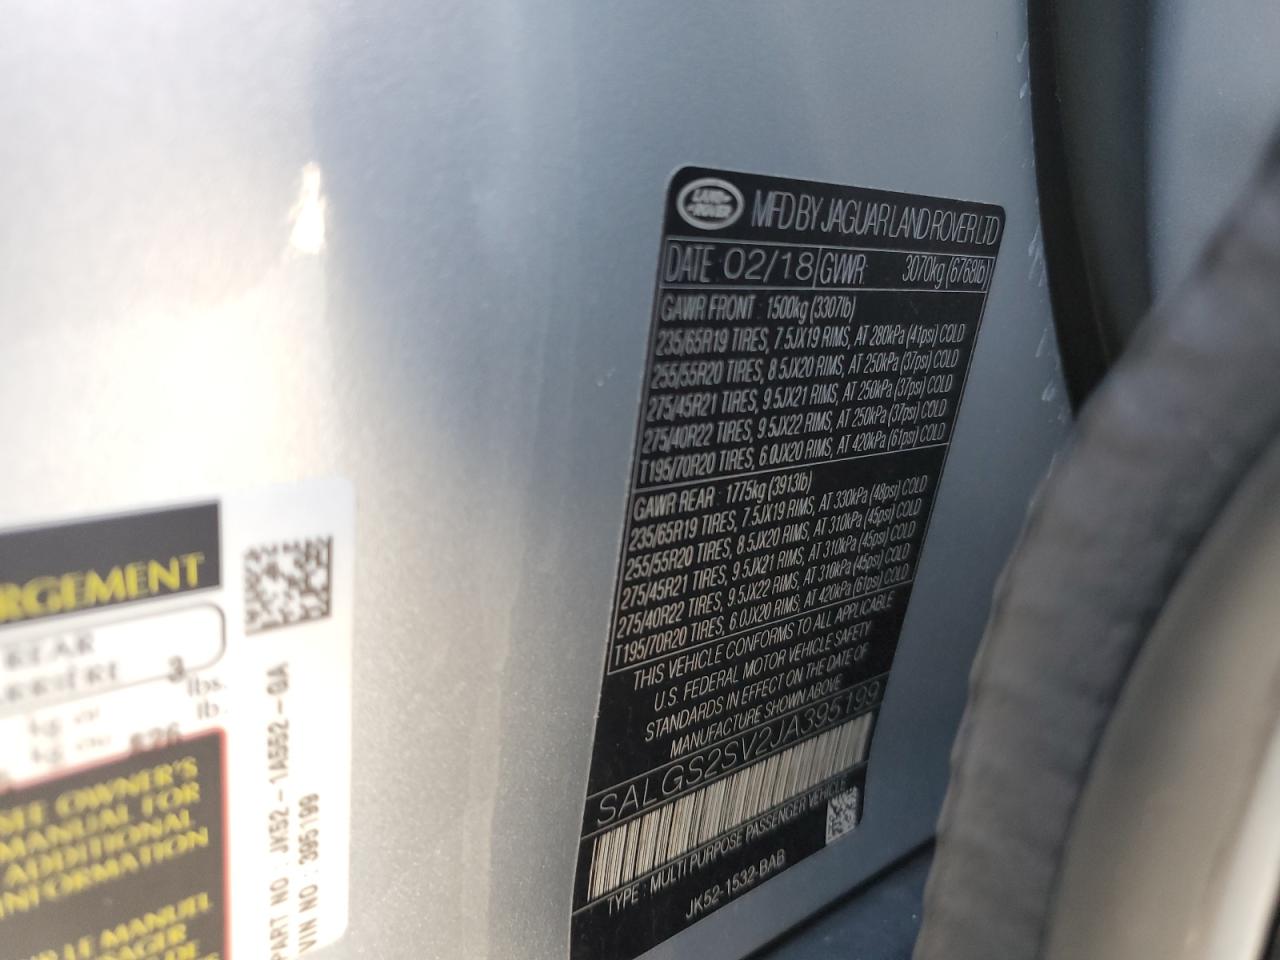 LAND ROVER
MFD BY JAGUAR LAND ROVER LTD
DATE : 02/18 GVWR: 3070kg (6768lb)
GAWR FRONT : 1500kg (3307lb)
235/65R19 TIRES, 7.5JX19 RIMS, AT 280kPa (41psi) COLD
255/55R20 TIRES, 8.5JX20 RIMS, AT 250kPa (37psi) COLD
275/45R21 TIRES, 9.5JX21 RIMS, AT 250kPa (37psi) COLD
275/40R22 TIRES, 9.5JX22 RIMS, AT 250kPa (37psi) COLD
T195/70R20 TIRES, 6.0JX20 RIMS, AT 420kPa (61psi) COLD
GAWR REAR : 1775kg (3913lb)
235/65R19 TIRES, 7.5JX19 RIMS, AT 330kPa (48psi) COLD
255/55R20 TIRES, 8.5JX20 RIMS, AT 310kPa (45psi) COLD
275/45R21 TIRES, 9.5JX21 RIMS, AT 310kPa (45psi) COLD
275/40R22 TIRES, 9.5JX22 RIMS, AT 310kPa (45psi) COLD
T195/70R20 TIRES, 6.0JX20 RIMS, AT 420kPa (61psi) COLD
THIS VEHICLE CONFORMS TO ALL APPLICABLE
U.S. FEDERAL MOTOR VEHICLE SAFETY
STANDARDS IN EFFECT ON THE DATE OF
MANUFACTURE SHOWN ABOVE
SALGS2SV2JA395199
TYPE : MULTI PURPOSE PASSENGER VEHICLE
JK52-1532-BAB
RGEMENT
REAR
ARRIÈRE 3
lbs.
lb.
OWNER'S
MANUAL FOR
ADDITIONAL
INFORMATION
LE MANUEL
DE
PART NO : JK52-1A552-GA
VIN NO : 395199